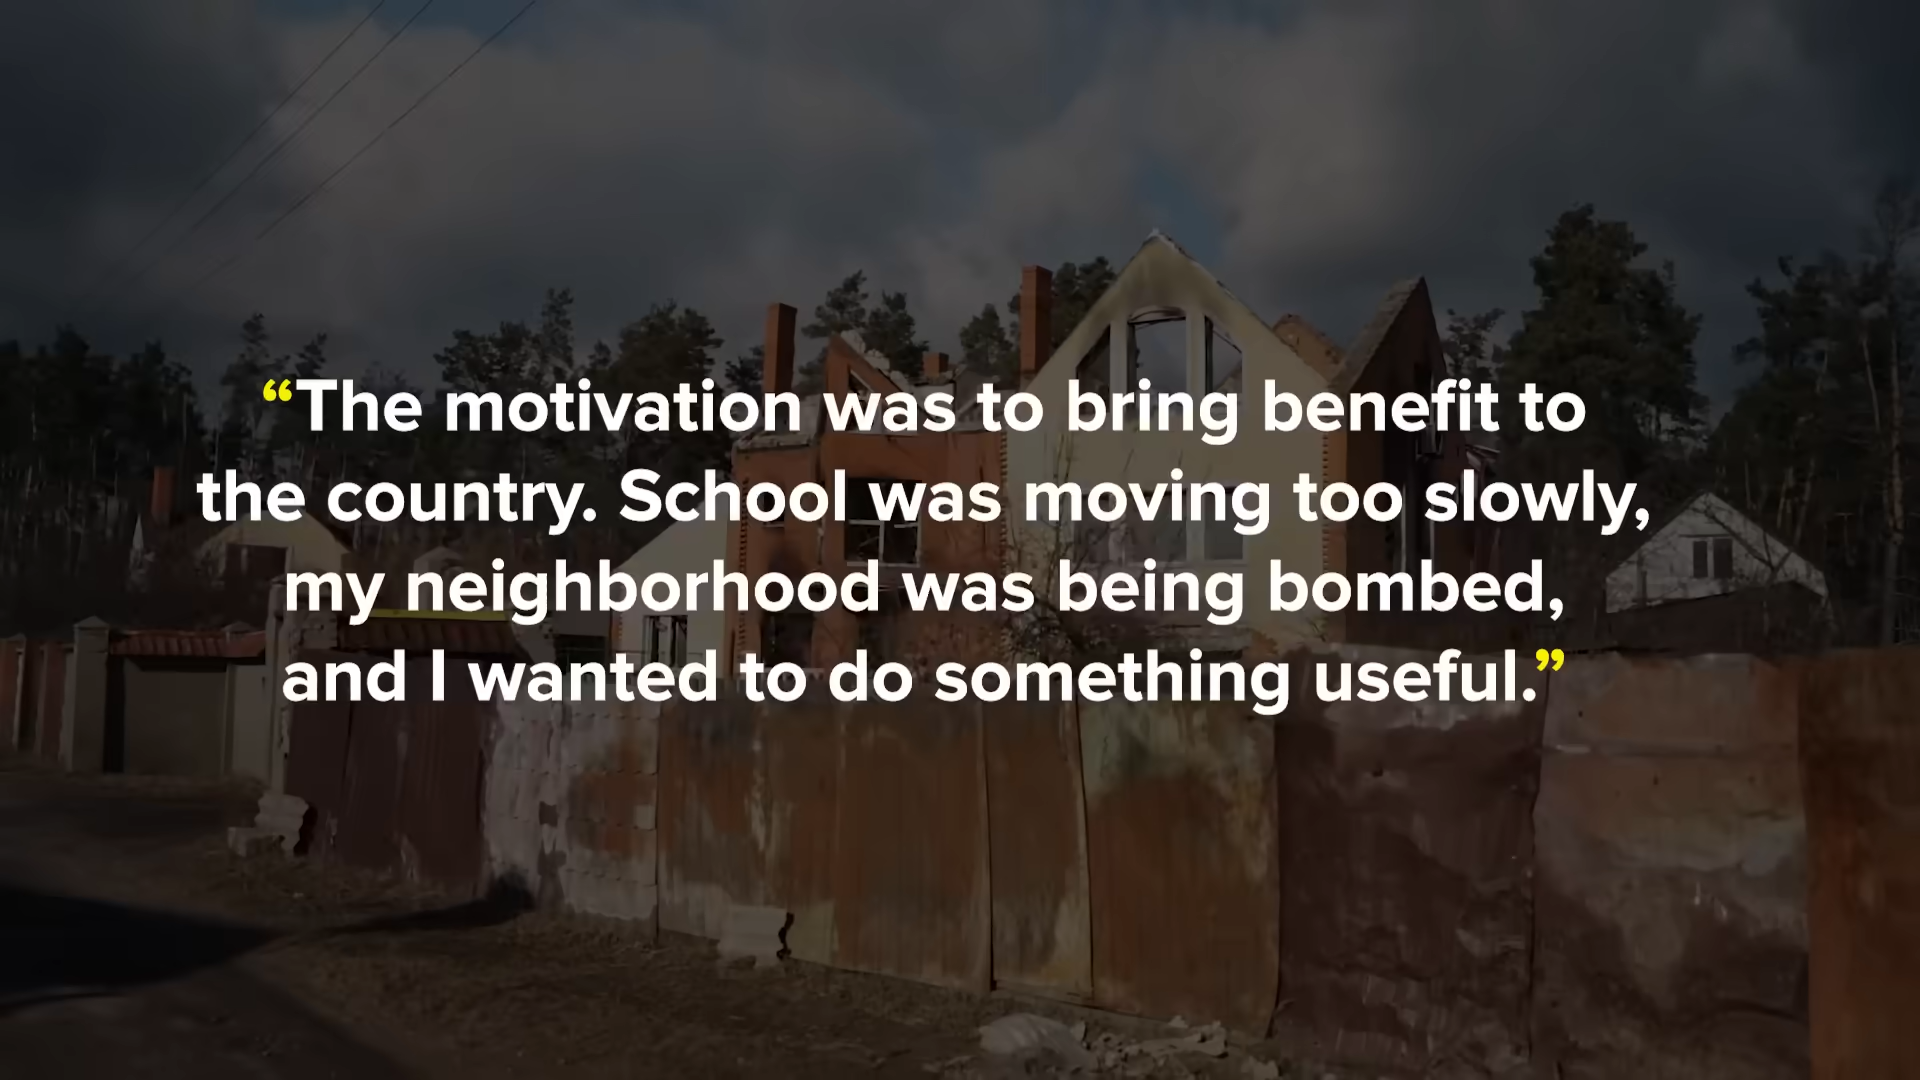 “The motivation was to bring benefit to
the country. School was moving too slowly,
my neighborhood was being bombed,
and I wanted to do something useful.”